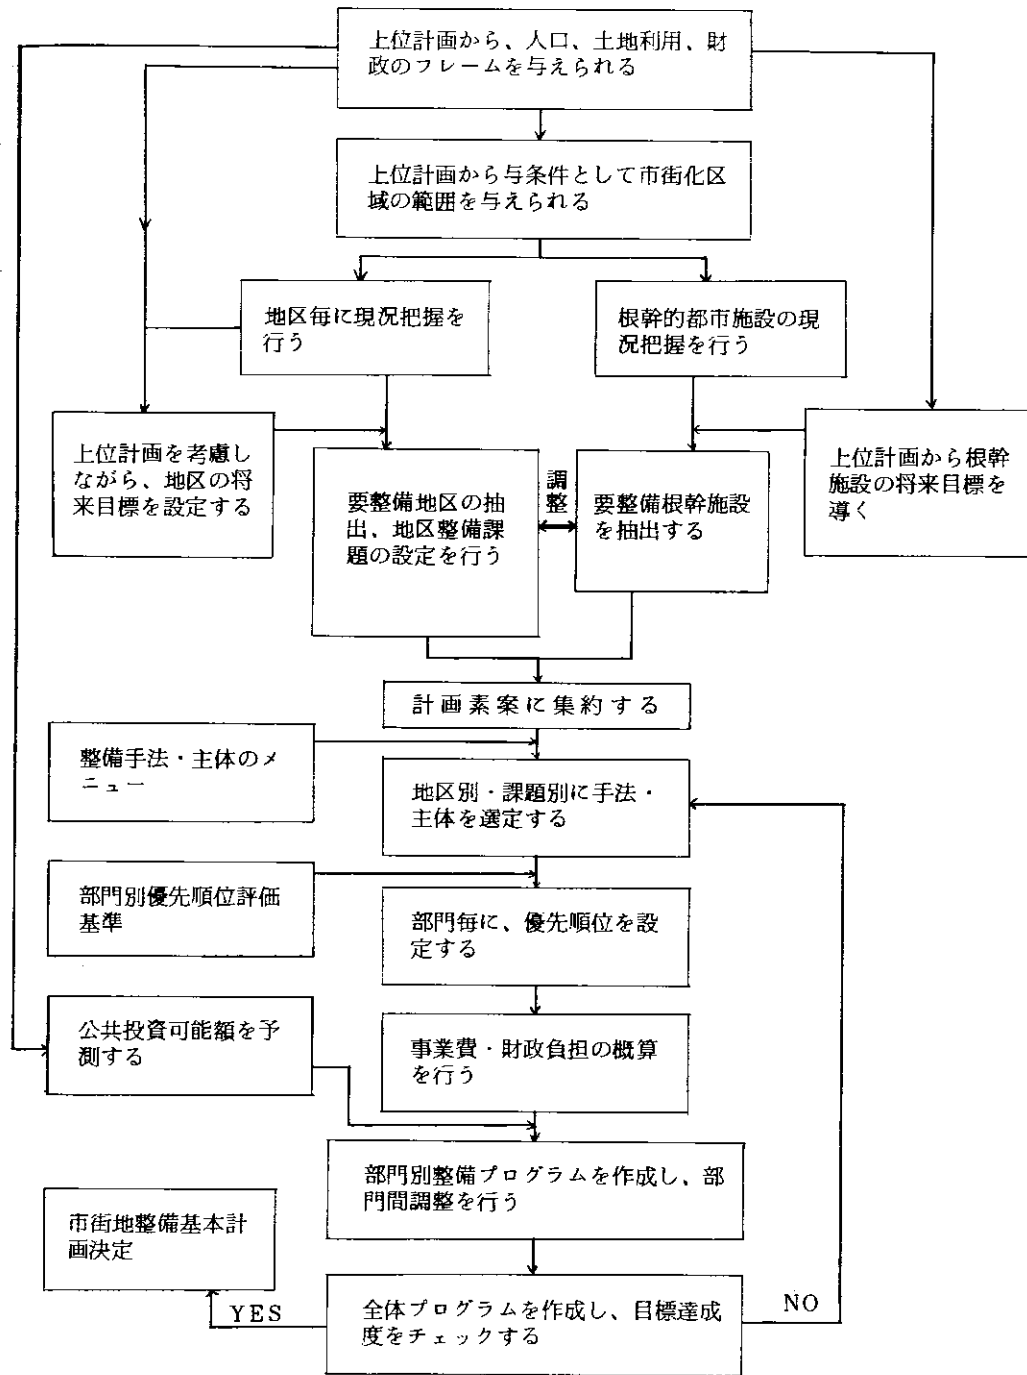 上位計画から、人口、土地利用、財
政のフレームを与えられる
上位計画から与条件として市街化区
域の範囲を与えられる
地区毎に現況把握を
行う
根幹的都市施設の現
況把握を行う
上位計画を考慮し
ながら、地区の将
来目標を設定する
要整備地区の抽
出、地区整備課
題の設定を行う
調
整
要整備根幹施設
を抽出する
上位計画から根幹
施設の将来目標を
導く
計画素案に集約する
整備手法・主体のメ
ニュー
地区別・課題別に手法・
主体を選定する
部門別優先順位評価
基準
部門毎に、優先順位を設
定する
公共投資可能額を予
測する
事業費・財政負担の概算
を行う
部門別整備プログラムを作成し、部
門間調整を行う
市街地整備基本計
画決定
YES
全体プログラムを作成し、目標達成
度をチェックする
NO